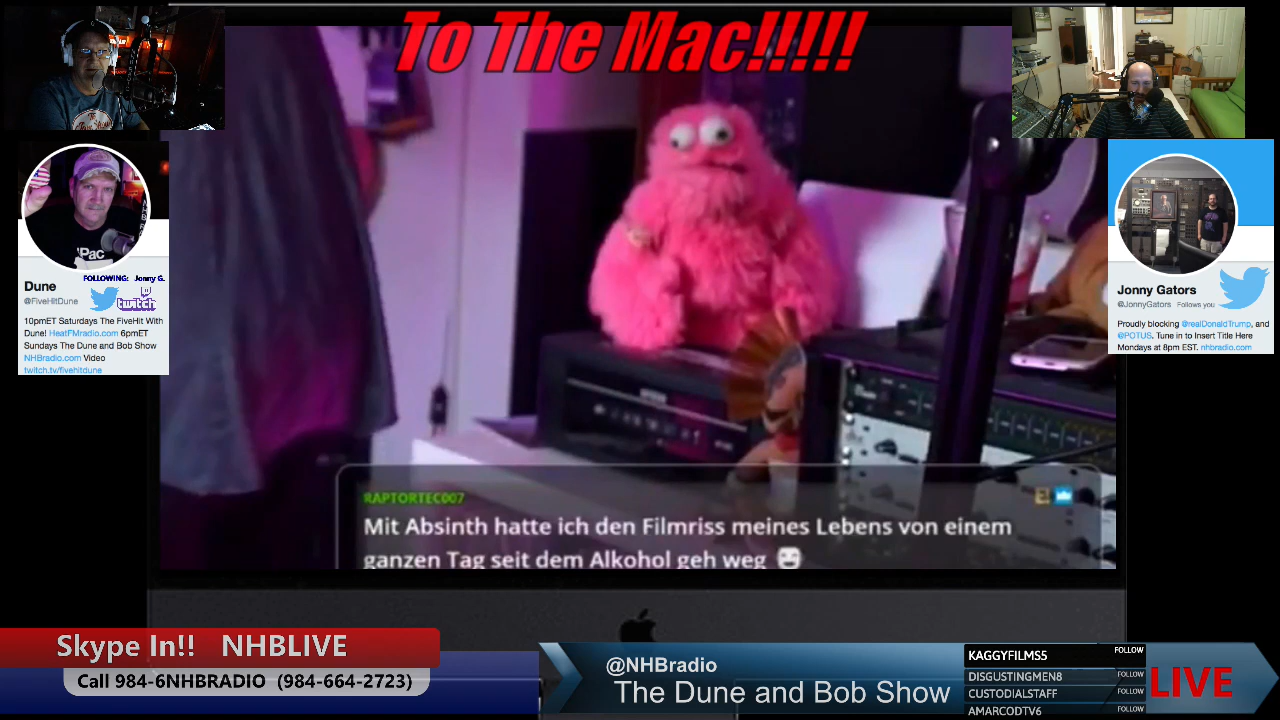 To The Mac!!!!!
Pac
Dune
@FiveHitDune
FOLLOWING: Jonny G.
twitch
10pmET Saturdays The FiveHit With
Dune! HeatFMradio.com 6pmET
Sundays The Dune and Bob Show
NHBradio.com Video
twitch.tv/fivehitdune
Jonny Gators
@JonnyGators Follows you
Proudly blocking @realDonaldTrump, and
@POTUS. Tune in to Insert Title Here
Mondays at 8pm EST. nhbradio.com
RAPTORTEC007
Mit Absinth hatte ich den Filmriss meines Lebens von einem
ganzen Tag seit dem Alkohol geh weg
Skype In!! NHBLIVE
Call 984-6NHBRADIO (984-664-2723)
@NHBradio
The Dune and Bob Show
KAGGYFILMS5 FOLLOW
DISGUSTINGMEN8 FOLLOW
CUSTODIALSTAFF FOLLOW
AMARCODTV6 FOLLOW
LIVE